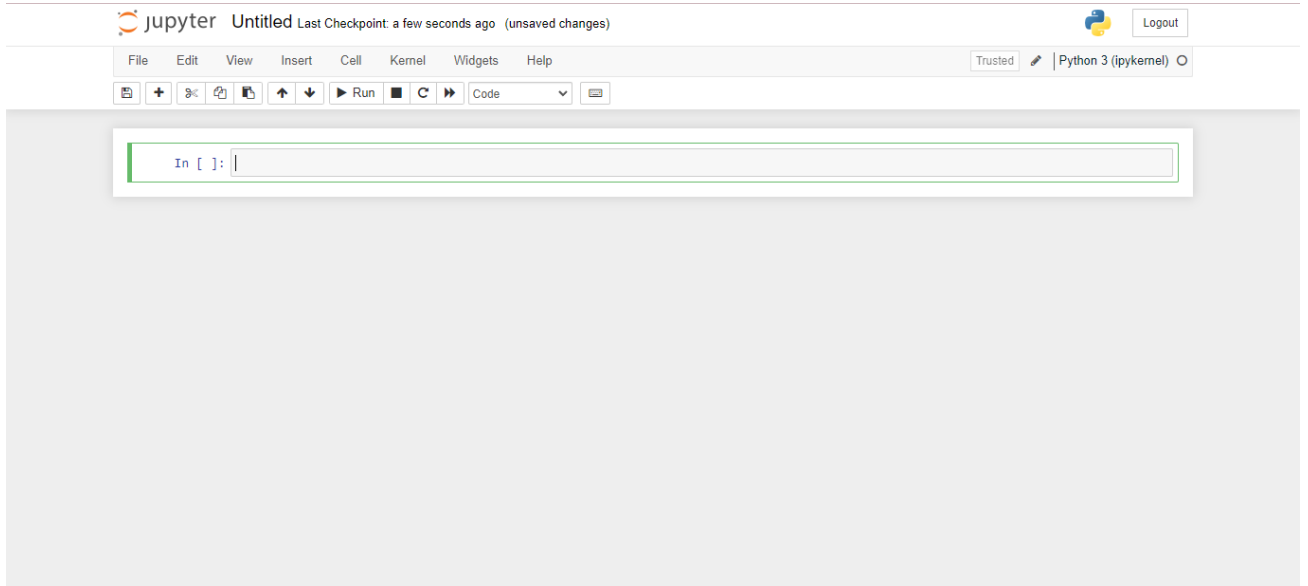 jupyter Untitled Last Checkpoint: a few seconds ago (unsaved changes) Logout
File Edit View Insert Cell Kernel Widgets Help Trusted Python 3 (ipykernel)
Run Code
In [ ]: